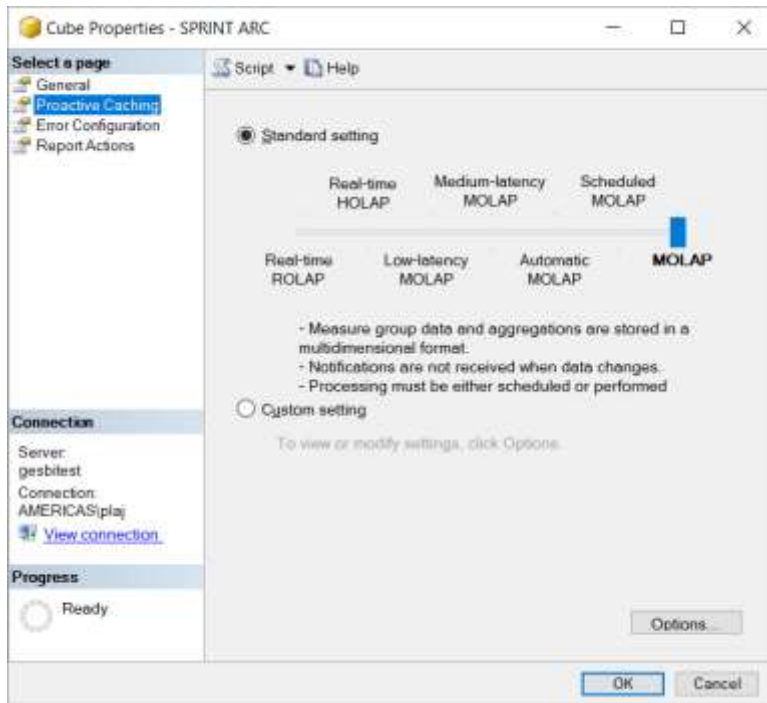 Cube Properties - SPRINT ARC
Select a page
General
Proactive Caching
Error Configuration
Report Actions
Script Help
Standard setting
Real-time Medium-latency Scheduled
HOLAP MOLAP MOLAP
Real-time Low-latency Automatic MOLAP
ROLAP MOLAP MOLAP
- Measure group data and aggregations are stored in a
multidimensional format.
- Notifications are not received when data changes.
- Processing must be either scheduled or performed
Custom setting
To view or modify settings, click Options.
Connection
Server:
gesbitest
Connection:
AMERICAS\plaj
View connection
Progress
Ready
Options...
OK Cancel